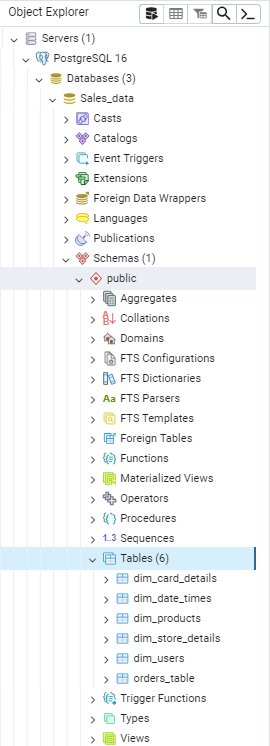 Object Explorer
Servers (1)
PostgreSQL 16
Databases (3)
Sales_data
Casts
Catalogs
Event Triggers
Extensions
Foreign Data Wrappers
Languages
Publications
Schemas (1)
public
Aggregates
Collations
Domains
FTS Configurations
FTS Dictionaries
Aa FTS Parsers
FTS Templates
Foreign Tables
Functions
Materialized Views
Operators
Procedures
1..3 Sequences
Tables (6)
dim_card_details
dim_date_times
dim_products
dim_store_details
dim_users
orders_table
Trigger Functions
Types
Views